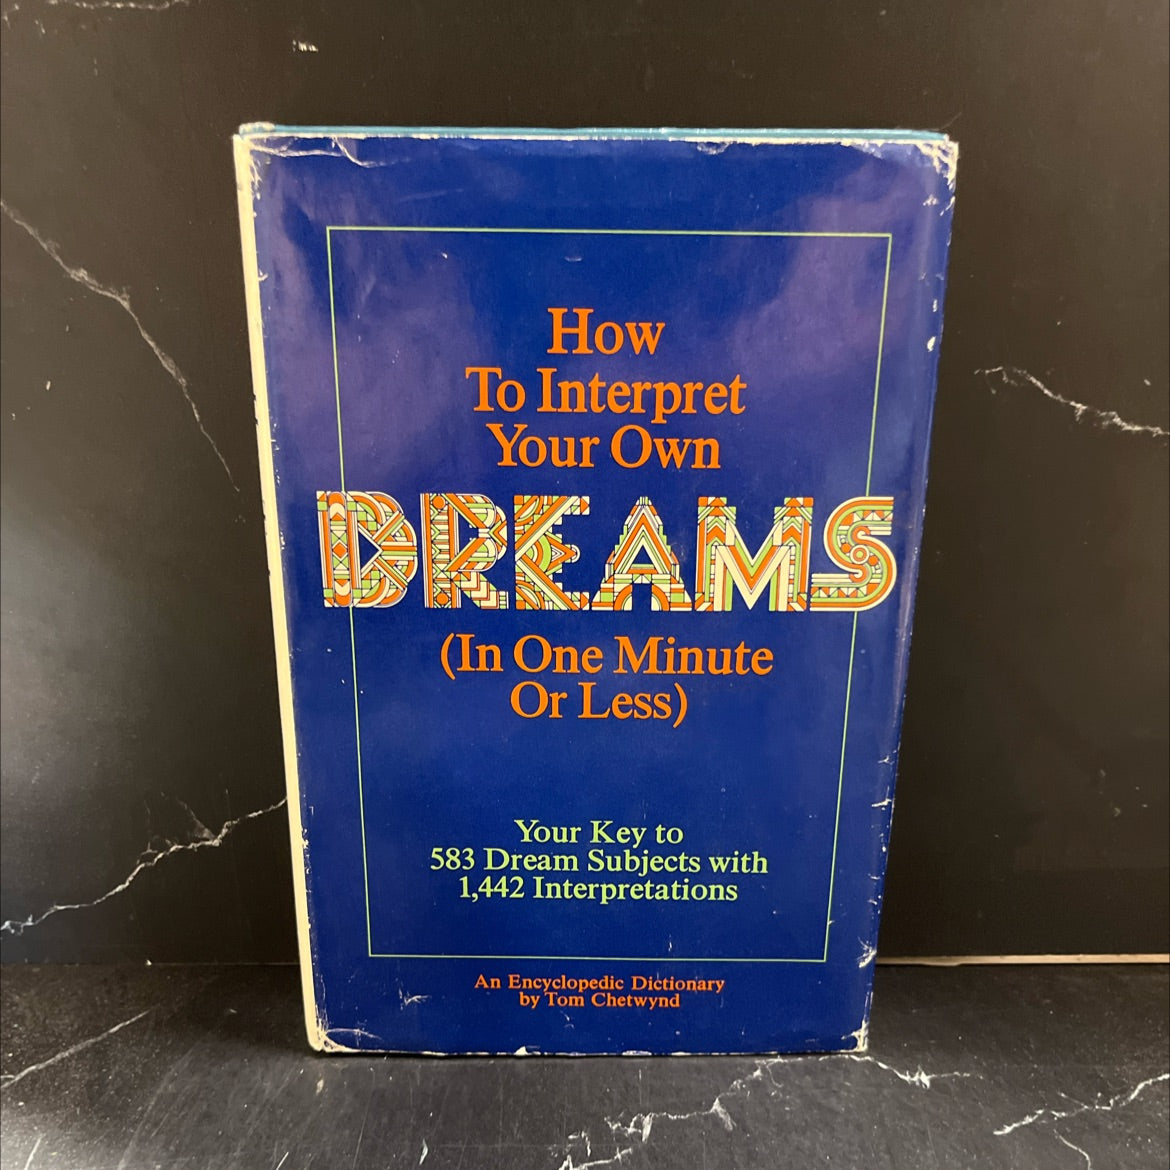 How
To Interpret
Your Own
DREAMS
(In One Minute
Or Less)
Your Key to
583 Dream Subjects with
1,442 Interpretations
An Encyclopedic Dictionary
by Tom Chetwynd